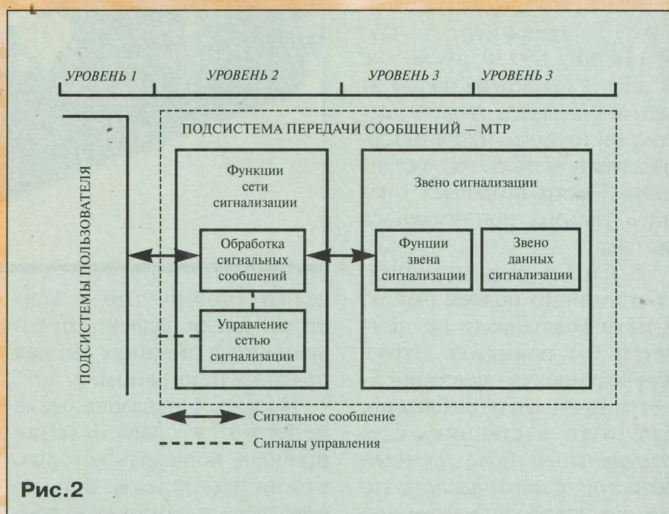 УРОВЕНЬ 1 УРОВЕНЬ 2 УРОВЕНЬ 3 УРОВЕНЬ 3
ПОДСИСТЕМА ПЕРЕДАЧИ СООБЩЕНИЙ — МТР
ПОДСИСТЕМЫ ПОЛЬЗОВАТЕЛЯ
Функции
сети
сигнализации
Звено сигнализации
Обработка
сигнальных
сообщений
Фунции
звена
сигнализации
Звено
данных
сигнализации
Управление
сетью
сигнализации
Сигнальное сообщение
Сигналы управления
Рис.2